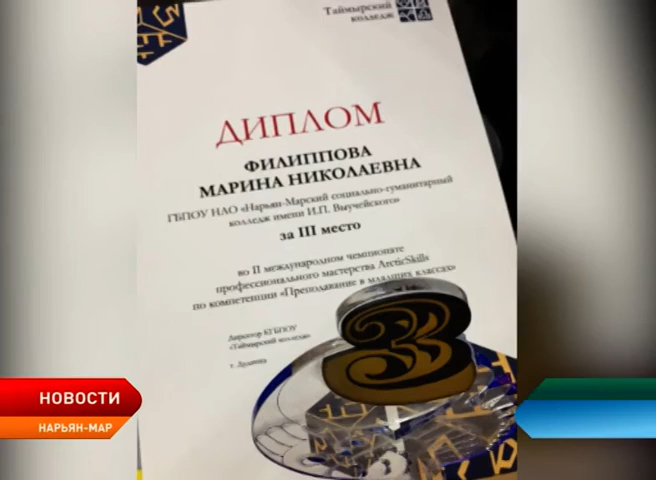 Таймырский
колледж
ДИПЛОМ
ФИЛИППОВА
МАРИНА НИКОЛАЕВНА
ГБПОУ НАО «Нарьян-Марский социально-гуманитарный
колледж имени И.П. Выучейского»
за III место
во II международном чемпионате
профессионального мастерства ArcticSkills
по компетенции «Преподавание в младших классах»
Директор КГБПОУ
«Таймырский колледж»
г. Дудинка
3
НОВОСТИ
НАРЬЯН-МАР